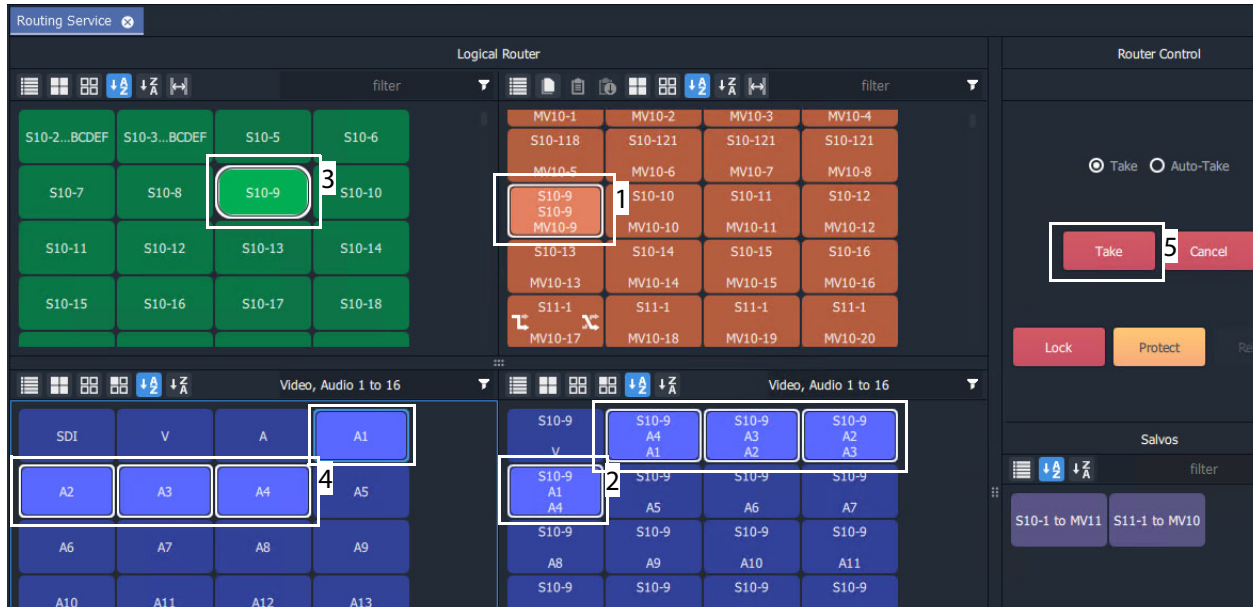 Routing Service
Logical Router
Router Control
filter
filter
S10-2...BCDEF S10-3...BCDEF S10-5 S10-6
S10-7 S10-8 S10-9 S10-10
3
S10-11 S10-12 S10-13 S10-14
S10-15 S10-16 S10-17 S10-18
MV10-1 MV10-2 MV10-3 MV10-4
S10-118 S10-121 S10-121 S10-121
MV10-5 MV10-6 MV10-7 MV10-8
S10-9 S10-10 S10-11 S10-12
S10-9
MV10-9 MV10-10 MV10-11 MV10-12
1
S10-13 S10-14 S10-15 S10-16
MV10-13 MV10-14 MV10-15 MV10-16
S11-1 S11-1 S11-1 S11-1
MV10-17 MV10-18 MV10-19 MV10-20
Take Auto-Take
Take 5 Cancel
Lock Protect Re
Video, Audio 1 to 16
SDI V A A1
A2 A3 A4 A5
4
A6 A7 A8 A9
A10 A11 A12 A13
Video, Audio 1 to 16
S10-9 S10-9 S10-9 S10-9
A4 A3 A2
V A1 A2 A3
S10-9 S10-9 S10-9 S10-9
A1
A4 A5 A6 A7
2
S10-9 S10-9 S10-9 S10-9
A8 A9 A10 A11
S10-9 S10-9 S10-9 S10-9
Salvos
filter
S10-1 to MV11 S11-1 to MV10